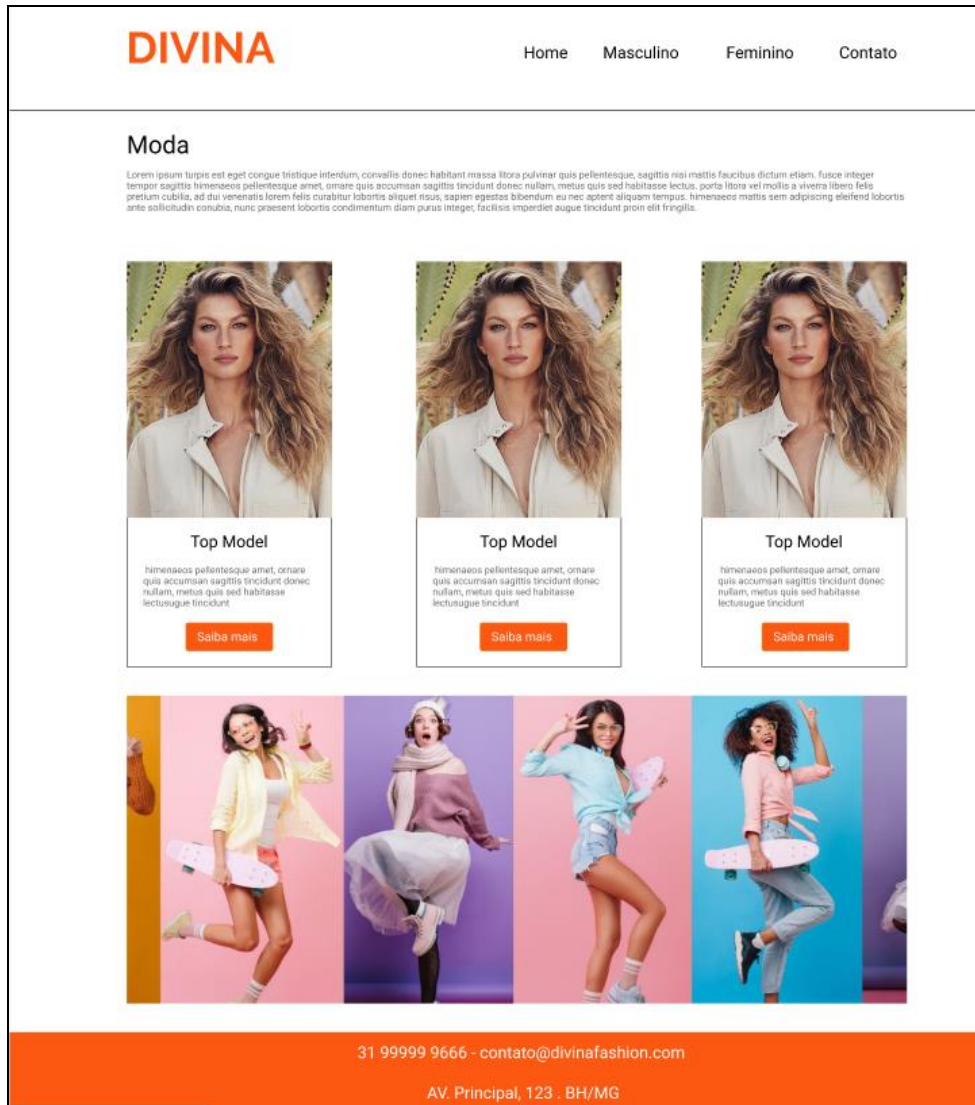 DIVINA
Home Masculino Feminino Contato
Moda
Lorem ipsum turpis est eget congue tristique interdum, convallis donec habitant massa litora pulvinar quis pellentesque, sagittis nisi mattis faucibus dictum etiam. fusce integer
tempor sagittis himenaeos pellentesque amet, ornare quis accumsan sagittis tincidunt donec nullam, metus quis sed habitasse lectus. porta litora vel mollis a viverra libero felis
pretium cubilia, ad dui venenatis lorem felis curabitur lobortis aliquet risus, sapien egestas bibendum eu nec aptent aliquam tempus. himenaeos mattis sem adipiscing eleifend lobortis
ante sollicitudin conubia, nunc praesent lobortis condimentum diam purus integer, facilisis imperdiet augue tincidunt proin elit fringilla.
Top Model
himenaeos pellentesque amet, ornare
quis accumsan sagittis tincidunt donec
nullam, metus quis sed habitasse
lectusugue tincidunt
Saiba mais
Top Model
himenaeos pellentesque amet, ornare
quis accumsan sagittis tincidunt donec
nullam, metus quis sed habitasse
lectusugue tincidunt
Saiba mais
Top Model
himenaeos pellentesque amet, ornare
quis accumsan sagittis tincidunt donec
nullam, metus quis sed habitasse
lectusugue tincidunt
Saiba mais
31 99999 9666 - contato@divinafashion.com
AV. Principal, 123 . BH/MG